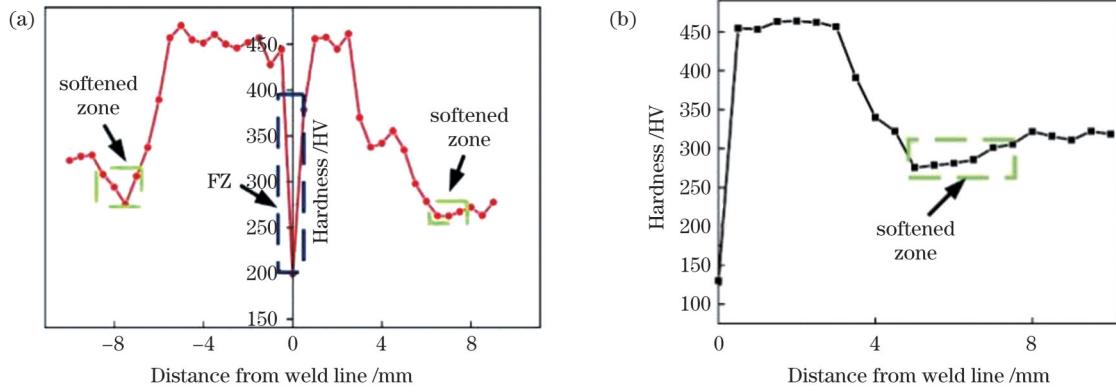 (a)
450
400
350
300
250
200
150
Hardness /HV
softened
zone
FZ
softened
zone
−8
−4
0
4
8
Distance from weld line /mm
(b)
450
400
350
300
250
200
150
100
Hardness /HV
softened
zone
0
4
8
Distance from weld line /mm